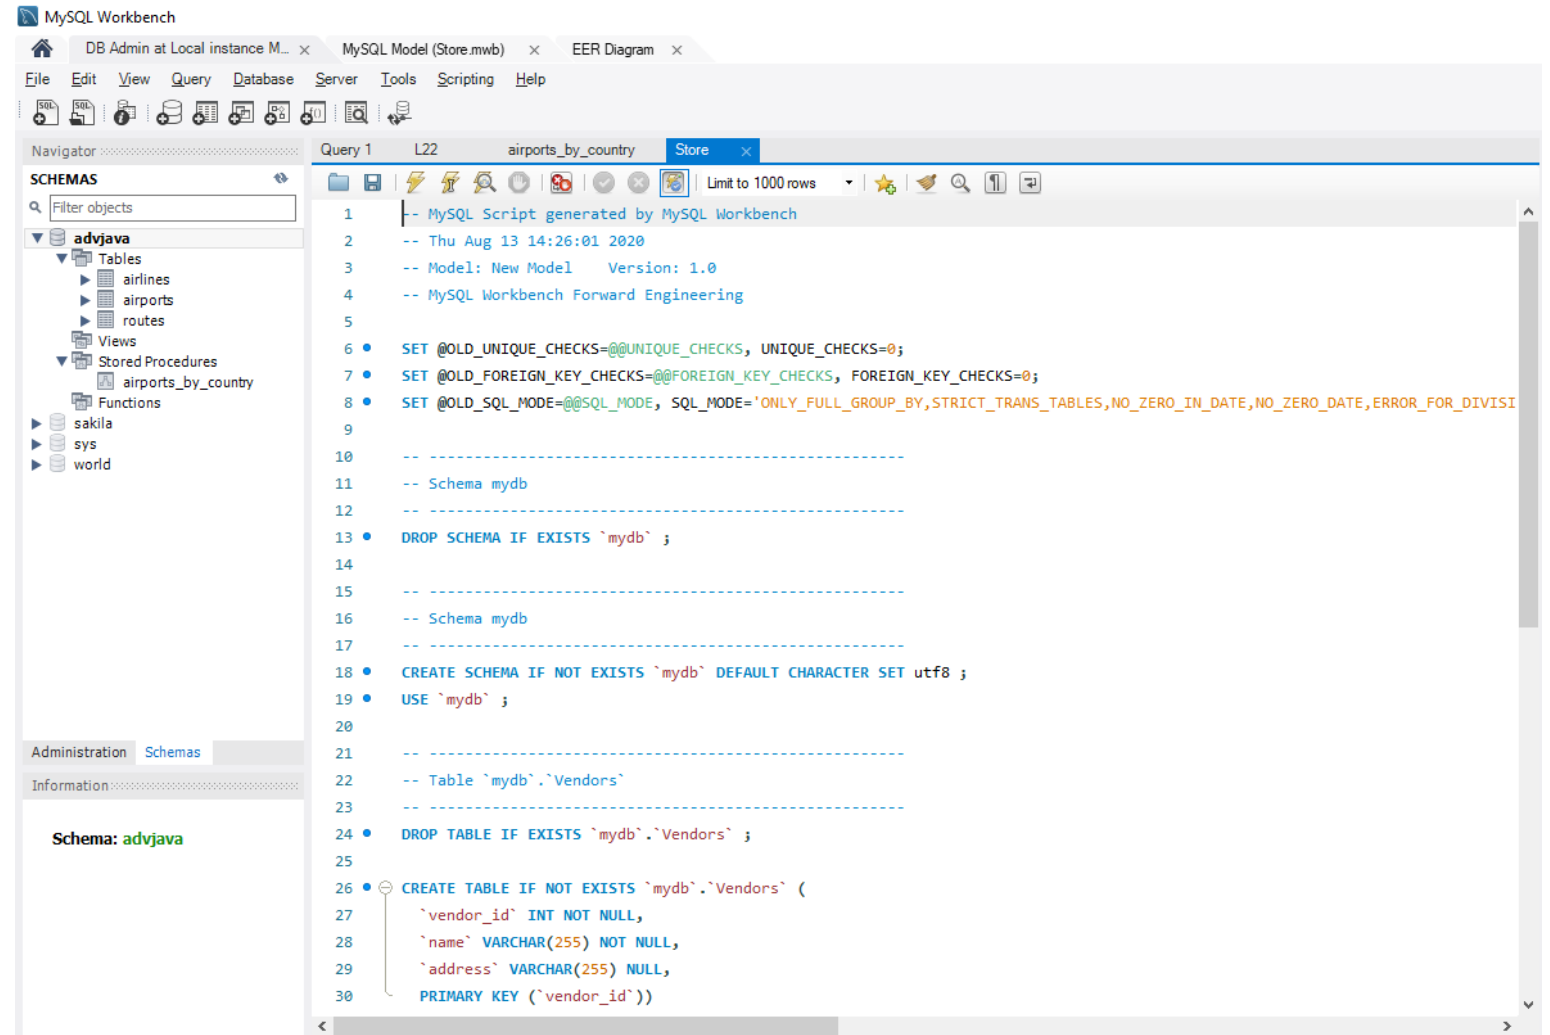 MySQL Workbench
DB Admin at Local instance M... ×
MySQL Model (Store.mwb) ×
EER Diagram ×
File Edit View Query Database Server Tools Scripting Help
Navigator
SCHEMAS
Filter objects
advjava
Tables
airlines
airports
routes
Views
Stored Procedures
airports_by_country
Functions
sakila
sys
world
Administration Schemas
Information
Schema: advjava
Query 1 L22 airports_by_country Store ×
Limit to 1000 rows
1 -- MySQL Script generated by MySQL Workbench
2 -- Thu Aug 13 14:26:01 2020
3 -- Model: New Model    Version: 1.0
4 -- MySQL Workbench Forward Engineering
5
6 SET @OLD_UNIQUE_CHECKS=@@UNIQUE_CHECKS, UNIQUE_CHECKS=0;
7 SET @OLD_FOREIGN_KEY_CHECKS=@@FOREIGN_KEY_CHECKS, FOREIGN_KEY_CHECKS=0;
8 SET @OLD_SQL_MODE=@@SQL_MODE, SQL_MODE='ONLY_FULL_GROUP_BY,STRICT_TRANS_TABLES,NO_ZERO_IN_DATE,NO_ZERO_DATE,ERROR_FOR_DIVISI
9
10 -- -----------------------------------------------------
11 -- Schema mydb
12 -- -----------------------------------------------------
13 DROP SCHEMA IF EXISTS `mydb` ;
14
15 -- -----------------------------------------------------
16 -- Schema mydb
17 -- -----------------------------------------------------
18 CREATE SCHEMA IF NOT EXISTS `mydb` DEFAULT CHARACTER SET utf8 ;
19 USE `mydb` ;
20
21 -- -----------------------------------------------------
22 -- Table `mydb`.`Vendors`
23 -- -----------------------------------------------------
24 DROP TABLE IF EXISTS `mydb`.`Vendors` ;
25
26 CREATE TABLE IF NOT EXISTS `mydb`.`Vendors` (
27   `vendor_id` INT NOT NULL,
28   `name` VARCHAR(255) NOT NULL,
29   `address` VARCHAR(255) NULL,
30   PRIMARY KEY (`vendor_id`))